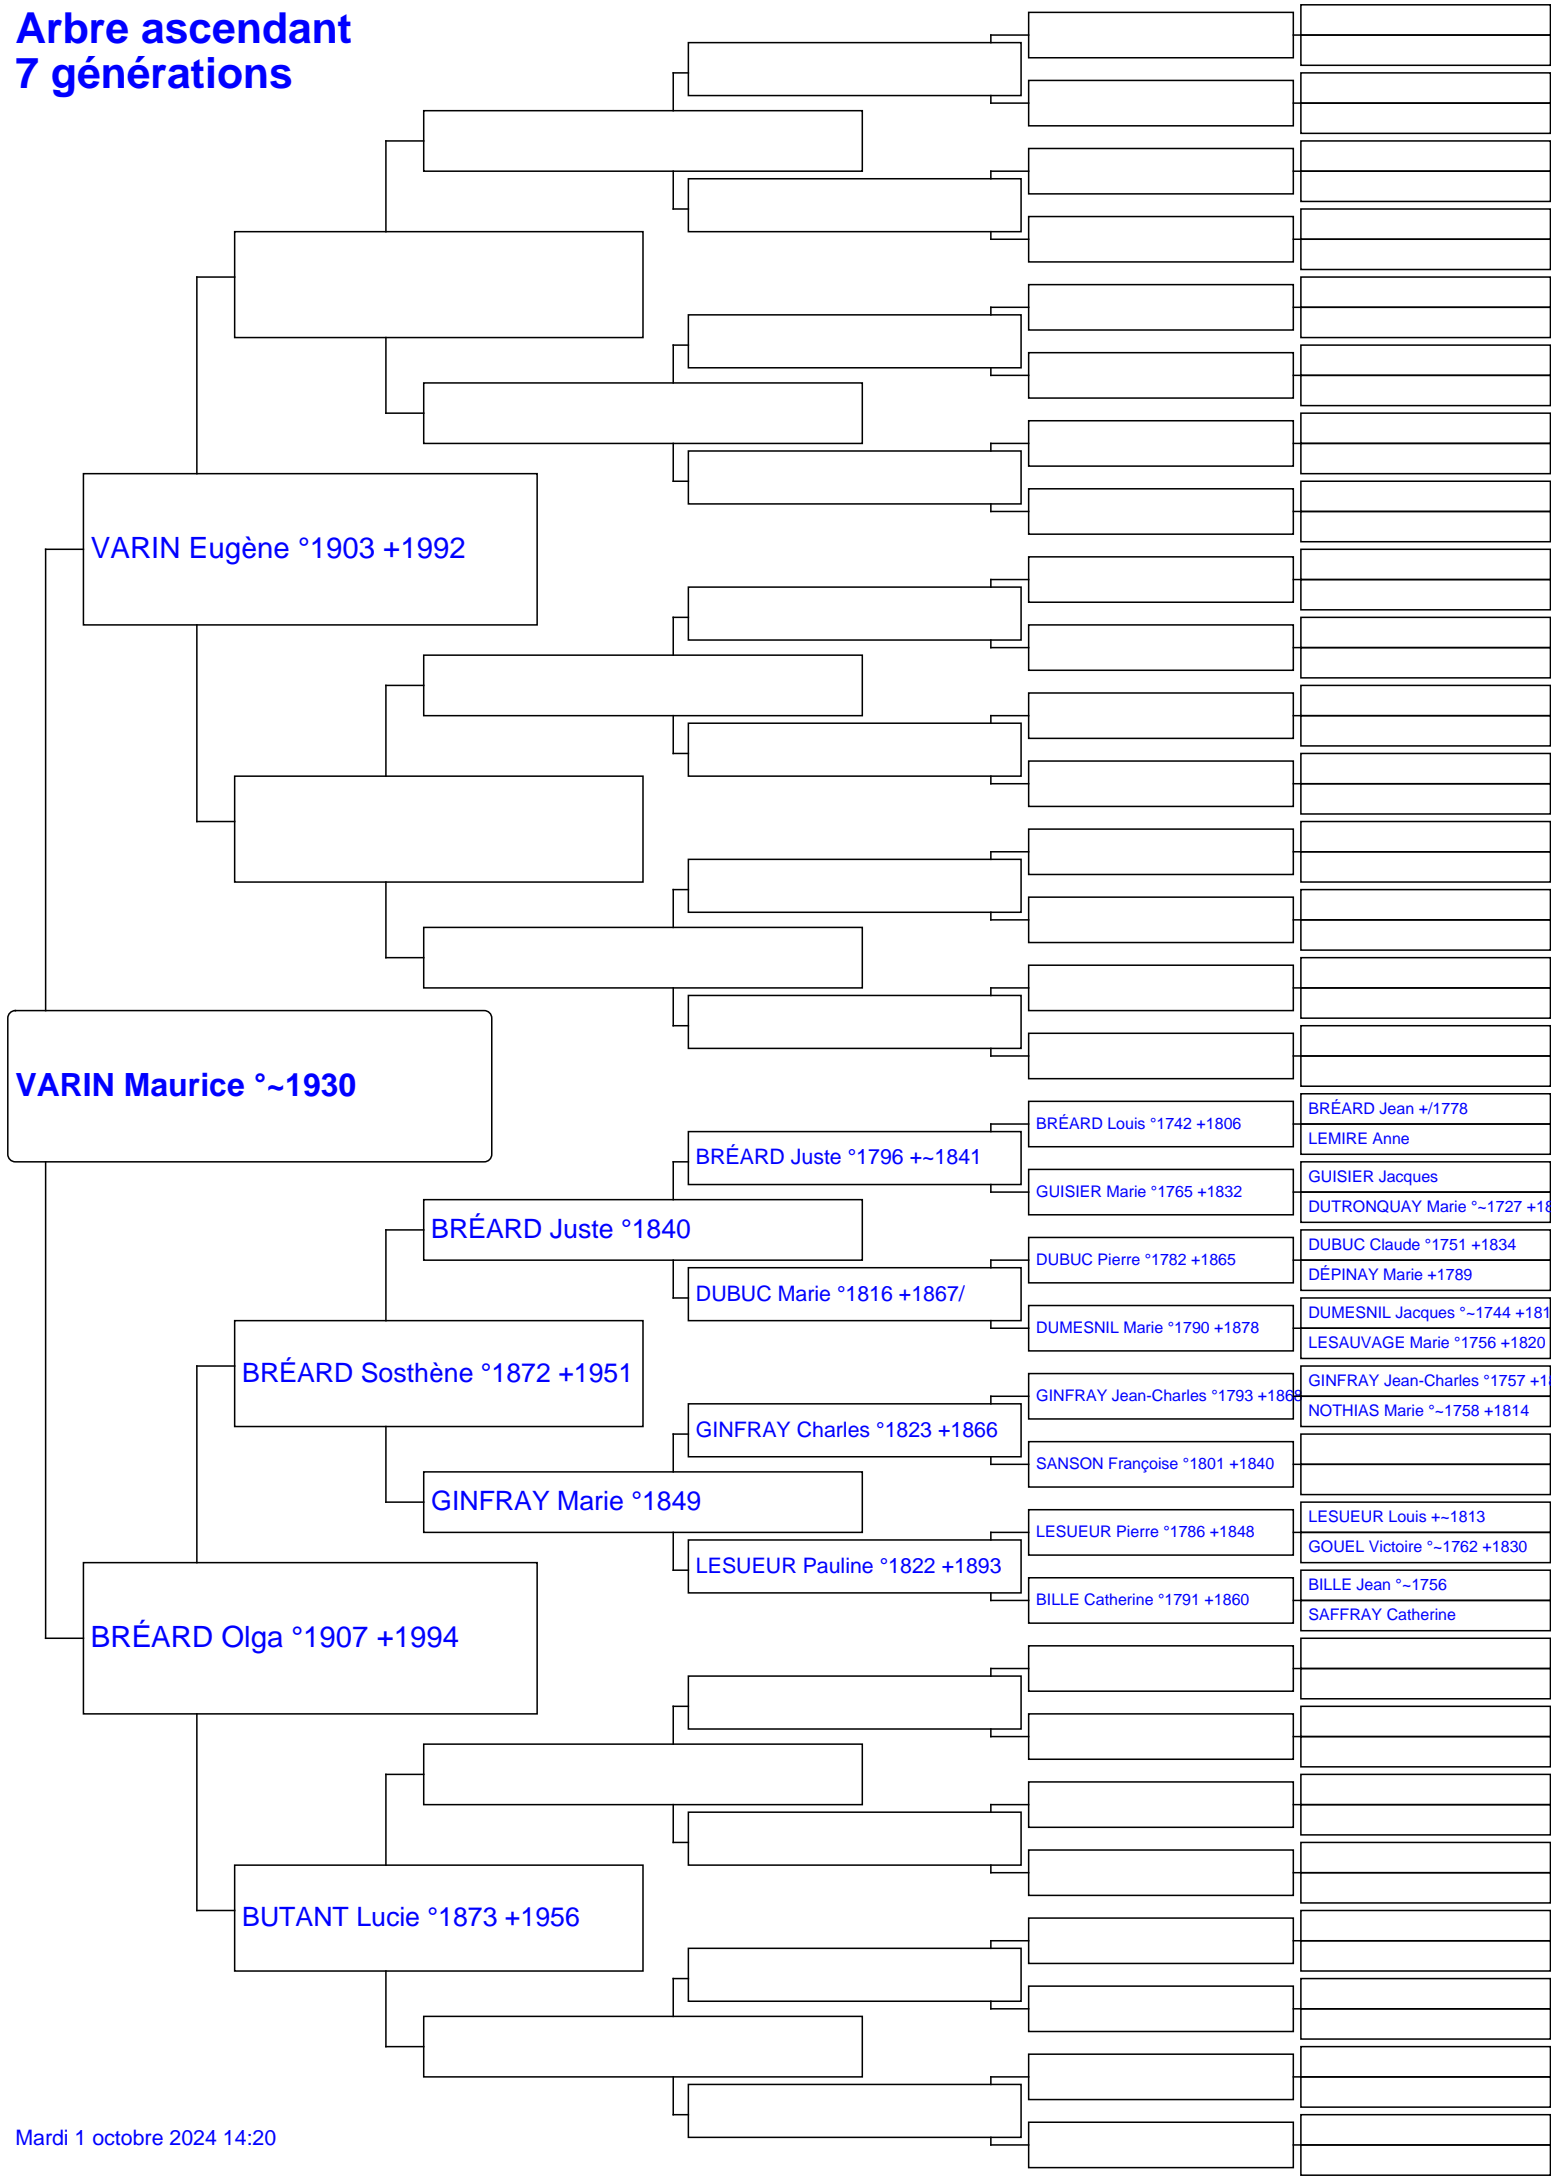 Arbre ascendant
7 générations
VARIN Eugène °1903 +1992
VARIN Maurice °~1930
BRÉARD Jean +/1778
BRÉARD Louis °1742 +1806
LEMIRE Anne
BRÉARD Juste °1796 +~1841
GUISIER Jacques
GUISIER Marie °1765 +1832
DUTRONQUAY Marie °~1727 +18
BRÉARD Juste °1840
DUBUC Claude °1751 +1834
DUBUC Pierre °1782 +1865
DÉPINAY Marie +1789
DUBUC Marie °1816 +1867/
DUMESNIL Jacques °~1744 +181
DUMESNIL Marie °1790 +1878
LESAUVAGE Marie °1756 +1820
BRÉARD Sosthène °1872 +1951
GINFRAY Jean-Charles °1757 +18
GINFRAY Jean-Charles °1793 +1868
NOTHIAS Marie °~1758 +1814
GINFRAY Charles °1823 +1866
SANSON Françoise °1801 +1840
GINFRAY Marie °1849
LESUEUR Louis +~1813
LESUEUR Pierre °1786 +1848
GOUEL Victoire °~1762 +1830
LESUEUR Pauline °1822 +1893
BILLE Jean °~1756
BILLE Catherine °1791 +1860
SAFFRAY Catherine
BRÉARD Olga °1907 +1994
BUTANT Lucie °1873 +1956
Mardi 1 octobre 2024 14:20